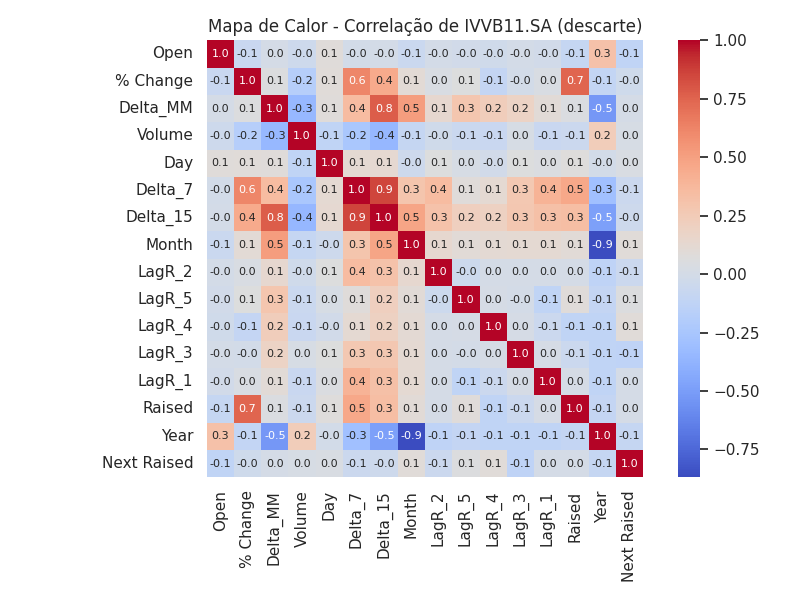 Mapa de Calor - Correlação de IVVB11.SA (descarte)
Open 1.0 -0.1 0.0 -0.0 0.1 -0.0 -0.0 -0.1 -0.0 -0.0 -0.0 -0.0 -0.0 -0.1 0.3 -0.1
% Change -0.1 1.0 0.1 -0.2 0.1 0.6 0.4 0.1 0.0 0.1 -0.1 -0.0 0.0 0.7 -0.1 -0.0
Delta_MM 0.0 0.1 1.0 -0.3 0.1 0.4 0.8 0.5 0.1 0.3 0.2 0.2 0.1 0.1 -0.5 0.0
Volume -0.0 -0.2 -0.3 1.0 -0.1 -0.2 -0.4 -0.1 -0.0 -0.1 -0.1 0.0 -0.1 -0.1 0.2 0.0
Day 0.1 0.1 0.1 -0.1 1.0 0.1 0.1 -0.0 0.1 0.0 -0.0 0.1 0.0 0.1 -0.0 0.0
Delta_7 -0.0 0.6 0.4 -0.2 0.1 1.0 0.9 0.3 0.4 0.1 0.1 0.3 0.4 0.5 -0.3 -0.1
Delta_15 -0.0 0.4 0.8 -0.4 0.1 0.9 1.0 0.5 0.3 0.2 0.2 0.3 0.3 0.3 -0.5 -0.0
Month -0.1 0.1 0.5 -0.1 -0.0 0.3 0.5 1.0 0.1 0.1 0.1 0.1 0.1 0.1 -0.9 0.1
LagR_2 -0.0 0.0 0.1 -0.0 0.1 0.4 0.3 0.1 1.0 -0.0 0.0 0.0 0.0 0.0 -0.1 -0.1
LagR_5 -0.0 0.1 0.3 -0.1 0.0 0.1 0.2 0.1 -0.0 1.0 0.0 -0.0 -0.1 0.1 -0.1 0.1
LagR_4 -0.0 -0.1 0.2 -0.1 -0.0 0.1 0.2 0.1 0.0 0.0 1.0 0.0 -0.1 -0.1 -0.1 0.1
LagR_3 -0.0 -0.0 0.2 0.0 0.1 0.3 0.3 0.1 0.0 -0.0 0.0 1.0 0.0 -0.1 -0.1 -0.1
LagR_1 -0.0 0.0 0.1 -0.1 0.0 0.4 0.3 0.1 0.0 -0.1 -0.1 0.0 1.0 0.0 -0.1 0.0
Raised -0.1 0.7 0.1 -0.1 0.1 0.5 0.3 0.1 0.0 0.1 -0.1 -0.1 0.0 1.0 -0.1 0.0
Year 0.3 -0.1 -0.5 0.2 -0.0 -0.3 -0.5 -0.9 -0.1 -0.1 -0.1 -0.1 -0.1 -0.1 1.0 -0.1
Next Raised -0.1 -0.0 0.0 0.0 0.0 -0.1 -0.0 0.1 -0.1 0.1 0.1 -0.1 0.0 0.0 -0.1 1.0
Open
% Change
Delta_MM
Volume
Day
Delta_7
Delta_15
Month
LagR_2
LagR_5
LagR_4
LagR_3
LagR_1
Raised
Year
Next Raised
1.00
0.75
0.50
0.25
0.00
−0.25
−0.50
−0.75